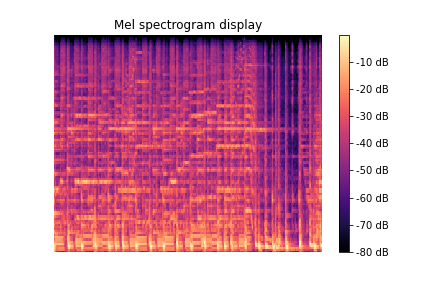 Mel spectrogram display
-10 dB
-20 dB
-30 dB
-40 dB
-50 dB
-60 dB
-70 dB
-80 dB